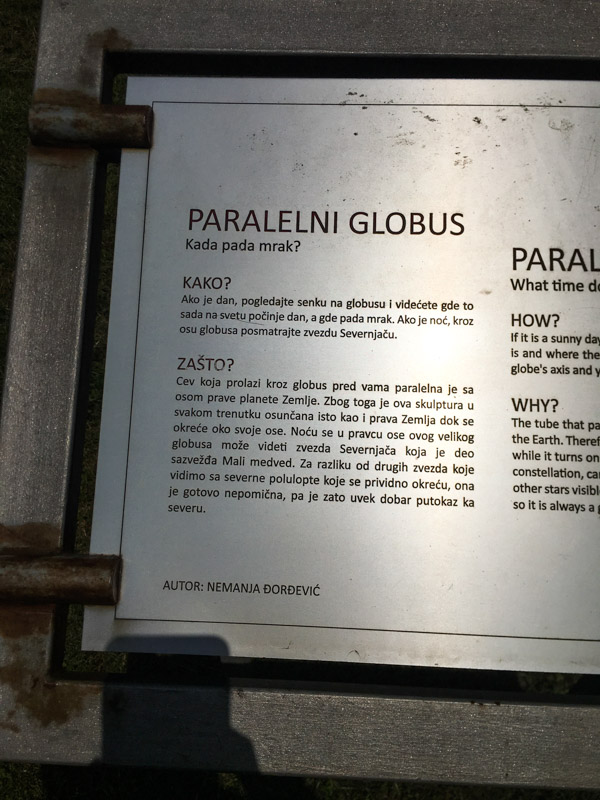 PARALELNI GLOBUS
Kada pada mrak?
KAKO?
Ako je dan, pogledajte senku na globusu i videćete gde to
sada na svetu počinje dan, a gde pada mrak. Ako je noć, kroz
osu globusa posmatrajte zvezdu Severnjaču.
ZAŠTO?
Cev koja prolazi kroz globus pred vama paralelna je sa
osom prave planete Zemlje. Zbog toga je ova skulptura u
svakom trenutku osunčana isto kao i prava Zemlja dok se
okreće oko svoje ose. Noću se u pravcu ose ovog velikog
globusa može videti zvezda Severnjača koja je deo
sazvežđa Mali medved. Za razliku od drugih zvezda koje
vidimo sa severne polulopte koje se prividno okreću, ona
je gotovo nepomična, pa je zato uvek dobar putokaz ka
severu.
AUTOR: NEMANJA ĐORĐEVIĆ
PARAL
What time do
HOW?
If it is a sunny day
is and where the
globe's axis and y
WHY?
The tube that pa
the Earth. Theref
while it turns on
constellation, ca
other stars visibl
so it is always a g